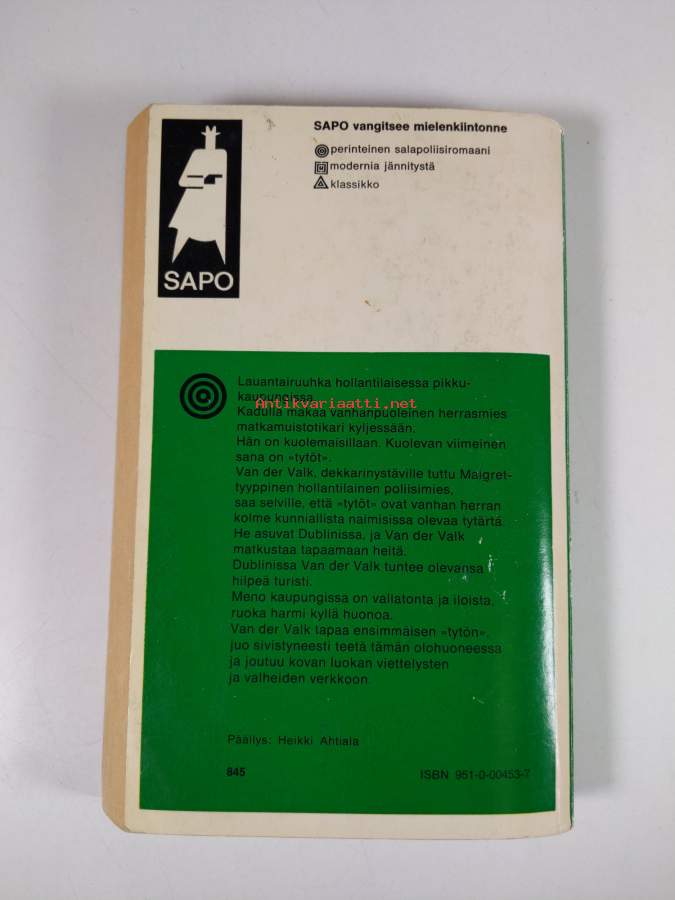 SAPO
SAPO vangitsee mielenkiintonne
perinteinen salapoliisiromaani
modernia jännitystä
klassikko
Lauantairuuhka hollantilaisessa pikku-
kaupungissa.
Antikvariaatti.net
Kadulla makaa vanhanpuoleinen herrasmies
matkamuistotikari kyljessään.
Hän on kuolemaisillaan. Kuolevan viimeinen
sana on »tytöt».
Van der Valk, dekkarinystäville tuttu Maigret-
tyyppinen hollantilainen poliisimies,
saa selville, että »tytöt» ovat vanhan herran
kolme kunniallista naimisissa olevaa tytärtä.
He asuvat Dublinissa, ja Van der Valk
matkustaa tapaamaan heitä.
Dublinissa Van der Valk tuntee olevansa
hilpeä turisti.
Meno kaupungissa on vallatonta ja iloista,
ruoka harmi kyllä huonoa.
Van der Valk tapaa ensimmäisen »tytön»,
juo sivistyneesti teetä tämän olohuoneessa
ja joutuu kovan luokan viettelysten
ja valheiden verkkoon.
Päällys: Heikki Ahtiala
845
ISBN 951-0-00453-7